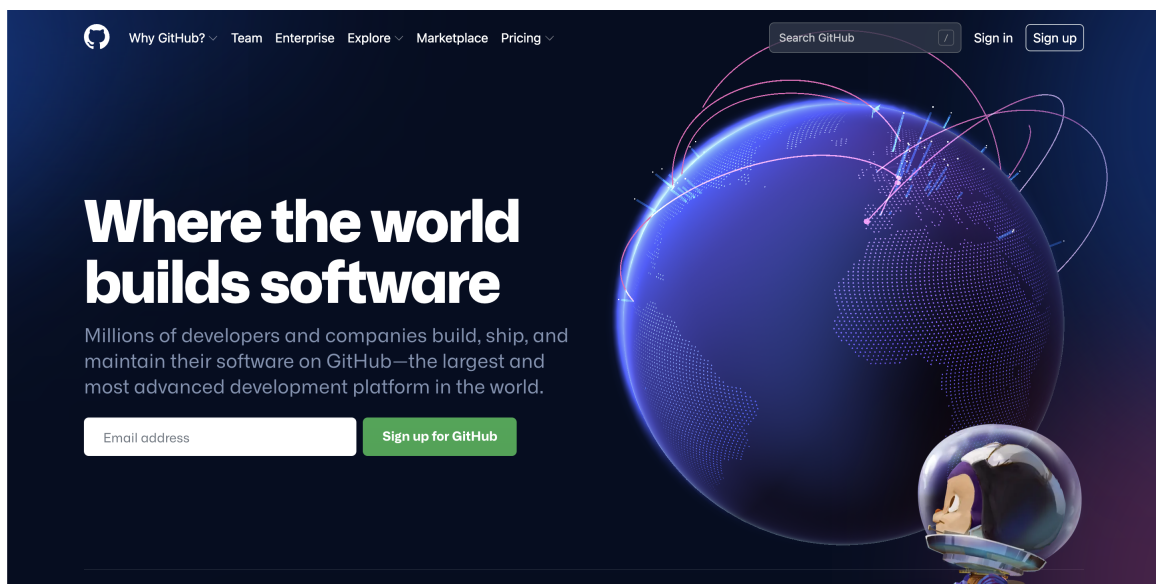 Why GitHub? Team Enterprise Explore Marketplace Pricing Search GitHub / Sign in Sign up
Where the world
builds software
Millions of developers and companies build, ship, and
maintain their software on GitHub—the largest and
most advanced development platform in the world.
Email address Sign up for GitHub